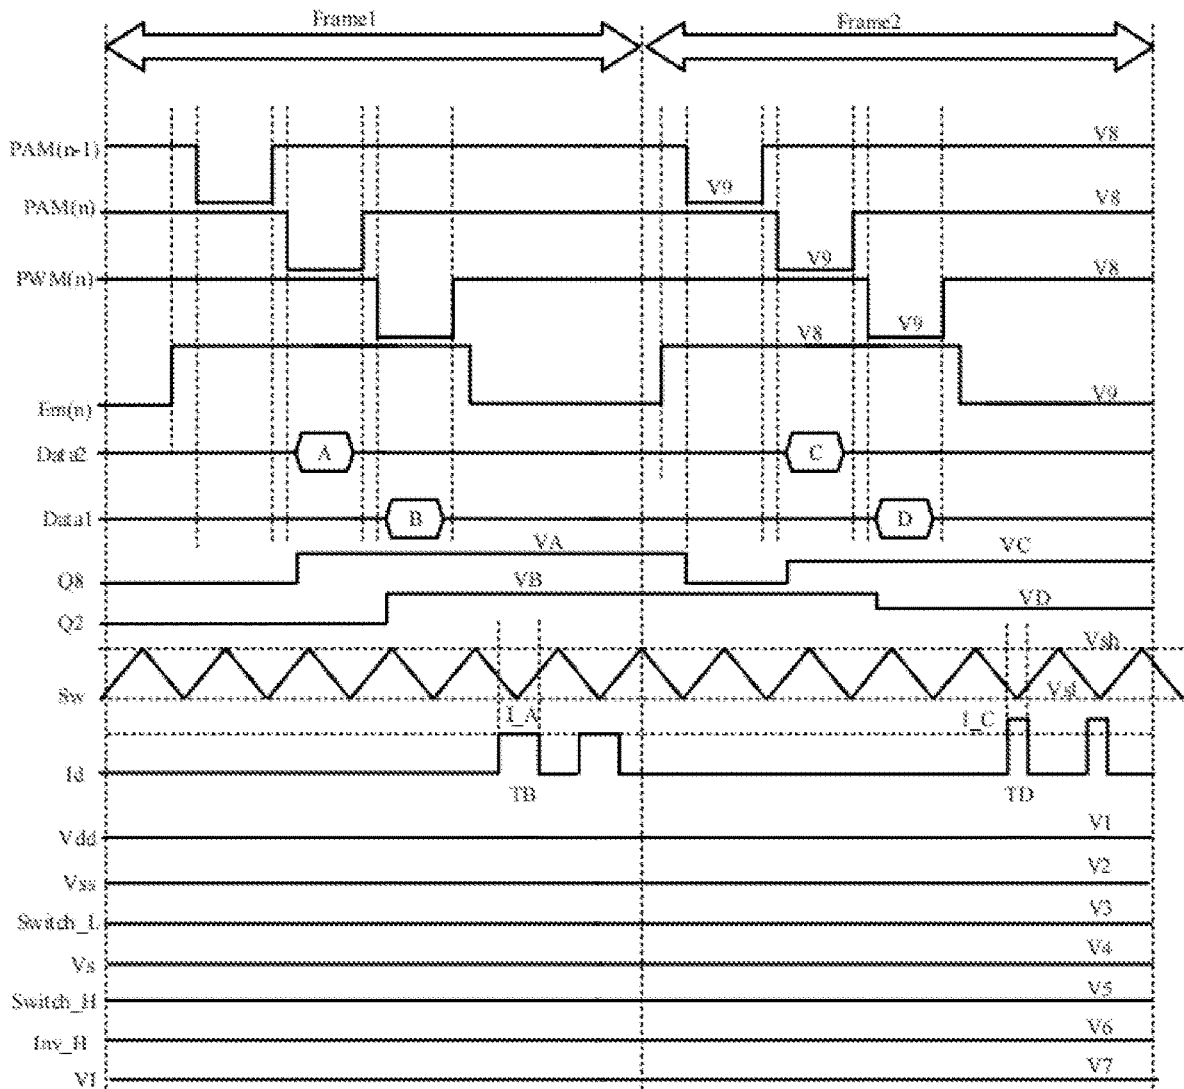 Frame1
Frame2
PAM(n-1)
V8
V9
PAM(n)
V8
V9
PWM(n)
V8
V9
V8
Em(n)
V9
Data2
A
C
Data1
B
D
VA
VC
Q8
VB
VD
Q2
Vsh
Sw
Vsl
I_A
I_C
Id
TB
TD
Vdd
V1
Vss
V2
Switch_L
V3
Vs
V4
Switch_H
V5
Inv_H
V6
V7